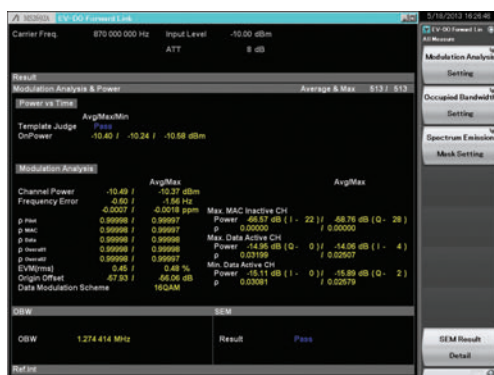 MS2690A EV-DO Forward Link 5/18/2013 16:26:46
Carrier Freq. 870 000 000 Hz Input Level -10.00 dBm
ATT 8 dB
EV-DO Forward Lin
All Measure
Modulation Analysis
Setting
Occupied Bandwidth
Setting
Spectrum Emission
Mask Setting
Result
Modulation Analysis & Power Average & Max 513 / 513
Power vs Time
Avg/Max/Min
Template Judge Pass
OnPower -10.40 / -10.24 / -10.58 dBm
Modulation Analysis
Avg/Max Avg/Max
Channel Power -10.49 / -10.37 dBm
Frequency Error -0.60 / -1.56 Hz
-0.0007 / -0.0018 ppm Max. MAC Inactive CH
ρ Pilot 0.99998 / 0.99997 Power -66.57 dB ( I - 22 ) / -58.76 dB ( Q - 28 )
ρ MAC 0.99998 / 0.99997 ρ 0.00000 / 0.00000
ρ Data 0.99998 / 0.99996 Max. Data Active CH
ρ Overall1 0.99998 / 0.99998 Power -14.95 dB ( Q - 0 ) / -14.06 dB ( I - 4 )
ρ Overall2 0.99998 / 0.99997 ρ 0.03199 / 0.02507
EVM(rms) 0.45 / 0.48 % Min. Data Active CH
Origin Offset -67.93 / -66.06 dB Power -15.11 dB ( I - 0 ) / -15.89 dB ( Q - 2 )
Data Modulation Scheme 16QAM ρ 0.03081 / 0.02579
OBW SEM
OBW 1.274 414 MHz Result Pass
SEM Result
Detail
Ref.Int